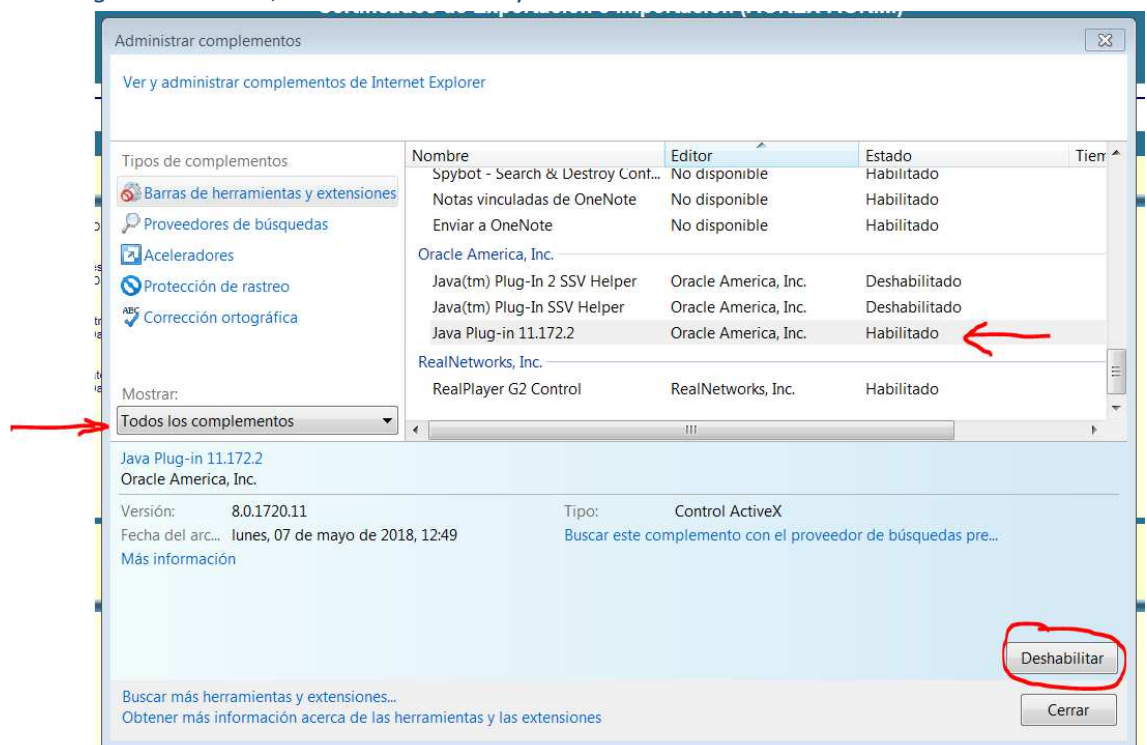 Administrar complementos
Ver y administrar complementos de Internet Explorer
Tipos de complementos
Barras de herramientas y extensiones
Proveedores de búsquedas
Aceleradores
Protección de rastreo
Corrección ortográfica
Mostrar:
Todos los complementos
Nombre Editor Estado
Spybot - Search & Destroy Conf... No disponible Habilitado
Notas vinculadas de OneNote No disponible Habilitado
Enviar a OneNote No disponible Habilitado
Oracle America, Inc.
Java(tm) Plug-In 2 SSV Helper Oracle America, Inc. Deshabilitado
Java(tm) Plug-In SSV Helper Oracle America, Inc. Deshabilitado
Java Plug-in 11.172.2 Oracle America, Inc. Habilitado
RealNetworks, Inc.
RealPlayer G2 Control RealNetworks, Inc. Habilitado
Java Plug-in 11.172.2
Oracle America, Inc.
Versión: 8.0.1720.11 Tipo: Control ActiveX
Fecha del arc... lunes, 07 de mayo de 2018, 12:49 Buscar este complemento con el proveedor de búsquedas pre...
Más información
Deshabilitar
Buscar más herramientas y extensiones...
Obtener más información acerca de las herramientas y las extensiones
Cerrar